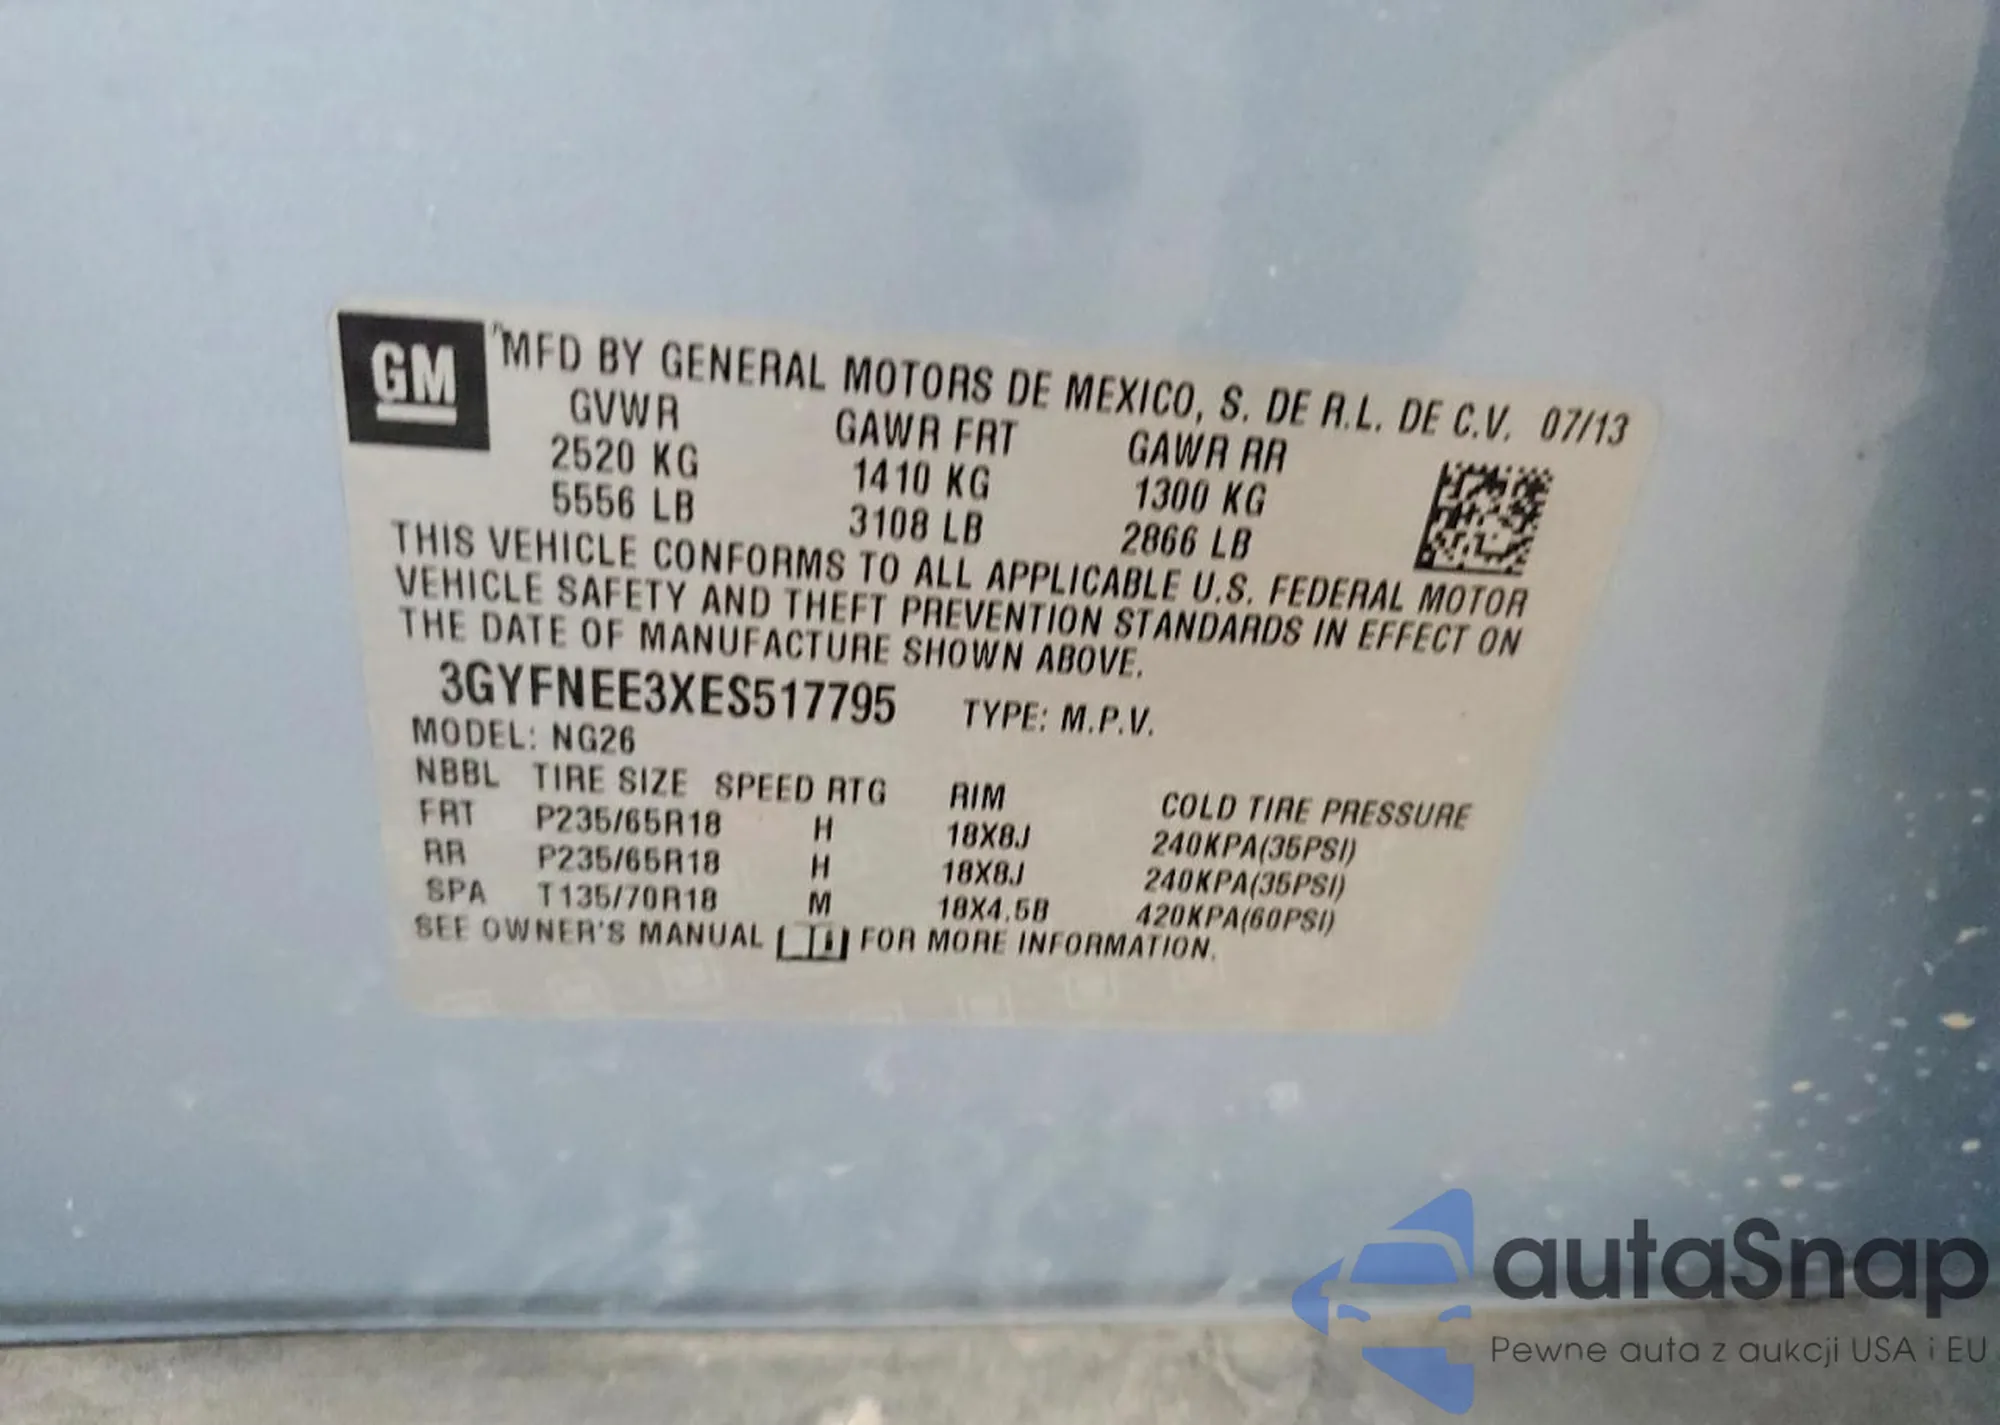 GM
"MFD BY GENERAL MOTORS DE MEXICO, S. DE R.L. DE C.V. 07/13
GVWR GAWR FRT GAWR RR
2520 KG 1410 KG 1300 KG
5556 LB 3108 LB 2866 LB
THIS VEHICLE CONFORMS TO ALL APPLICABLE U.S. FEDERAL MOTOR
VEHICLE SAFETY AND THEFT PREVENTION STANDARDS IN EFFECT ON
THE DATE OF MANUFACTURE SHOWN ABOVE.
3GYFNEE3XES517795 TYPE: M.P.V.
MODEL: NG26
NBBL TIRE SIZE SPEED RTG RIM COLD TIRE PRESSURE
FRT P235/65R18 H 18X8J 240KPA(35PSI)
RR P235/65R18 H 18X8J 240KPA(35PSI)
SPA T135/70R18 M 18X4.5B 420KPA(60PSI)
SEE OWNER'S MANUAL FOR MORE INFORMATION.
autaSnap
Pewne auta z aukcji USA i EU